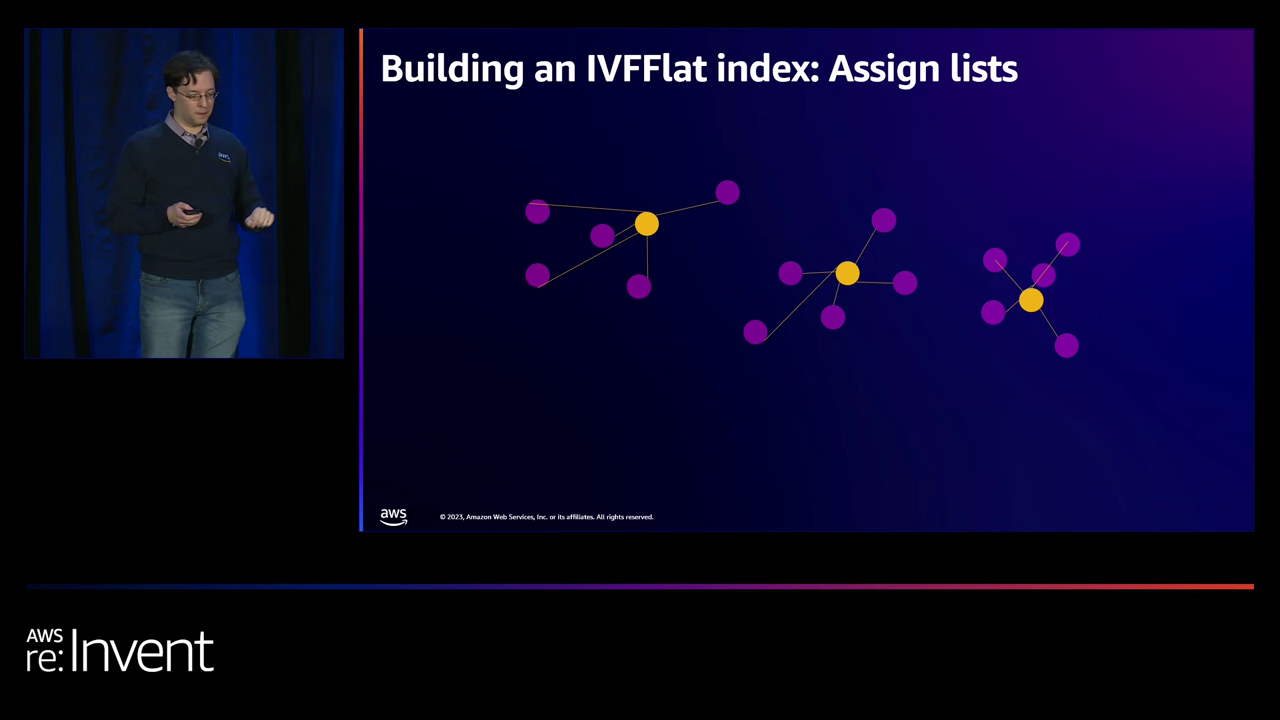 Building an IVFFlat index: Assign lists
aws
aws
© 2023, Amazon Web Services, Inc. or its affiliates. All rights reserved.
AWS
re:Invent